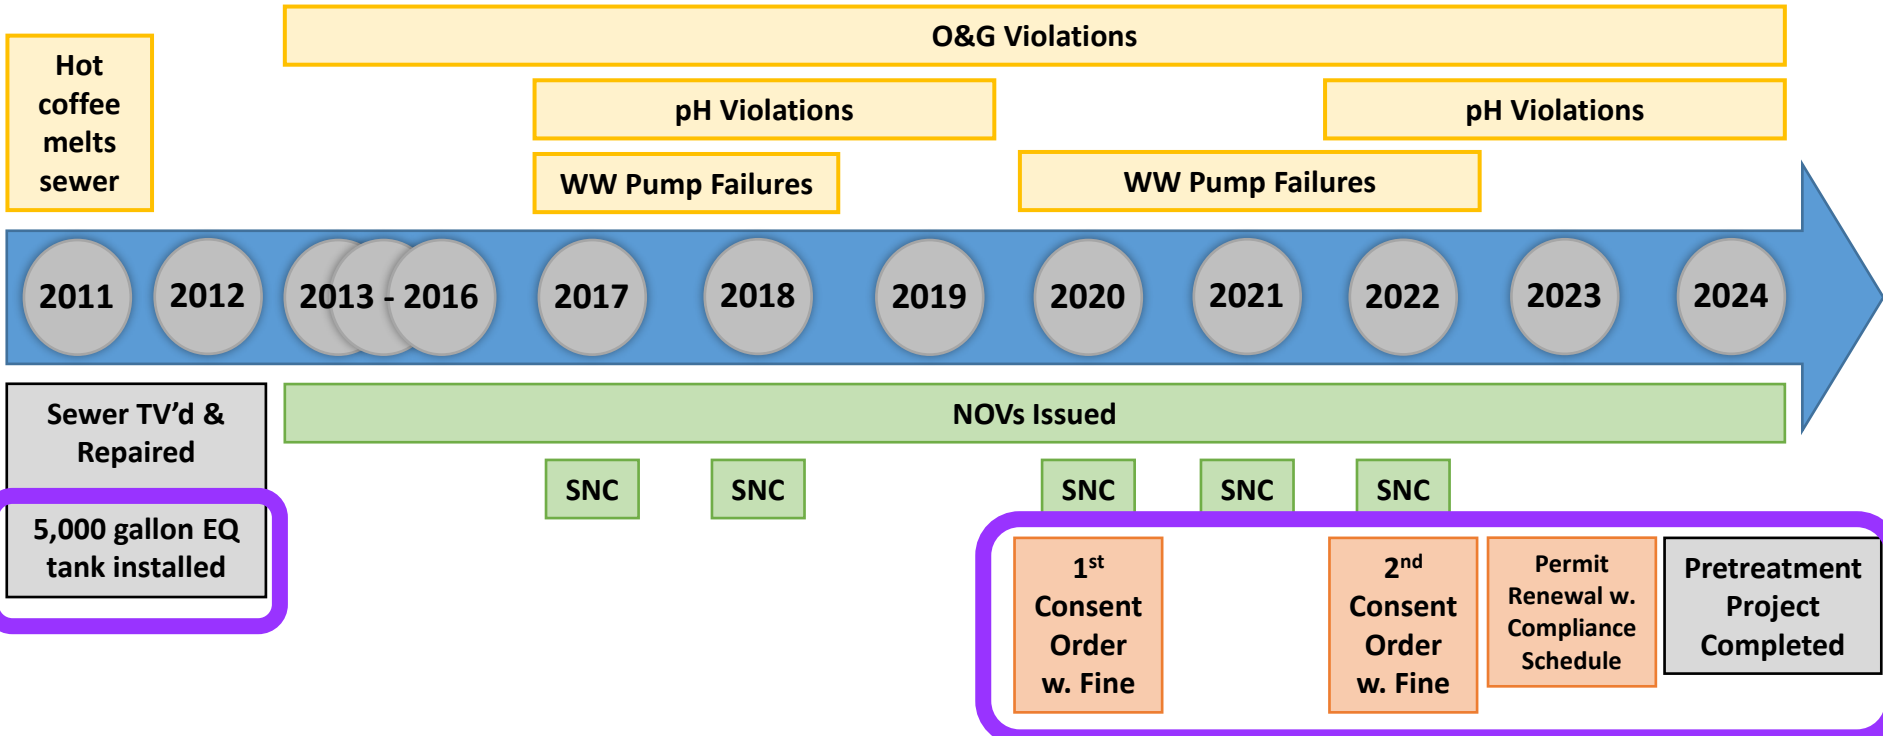 O&G Violations
Hot
coffee
melts
sewer
pH Violations
pH Violations
WW Pump Failures
WW Pump Failures
2011
2012
2013 - 2016
2017
2018
2019
2020
2021
2022
2023
2024
Sewer TV’d &
Repaired
5,000 gallon EQ
tank installed
NOVs Issued
SNC
SNC
SNC
SNC
SNC
1st
Consent
Order
w. Fine
2nd
Consent
Order
w. Fine
Permit
Renewal w.
Compliance
Schedule
Pretreatment
Project
Completed